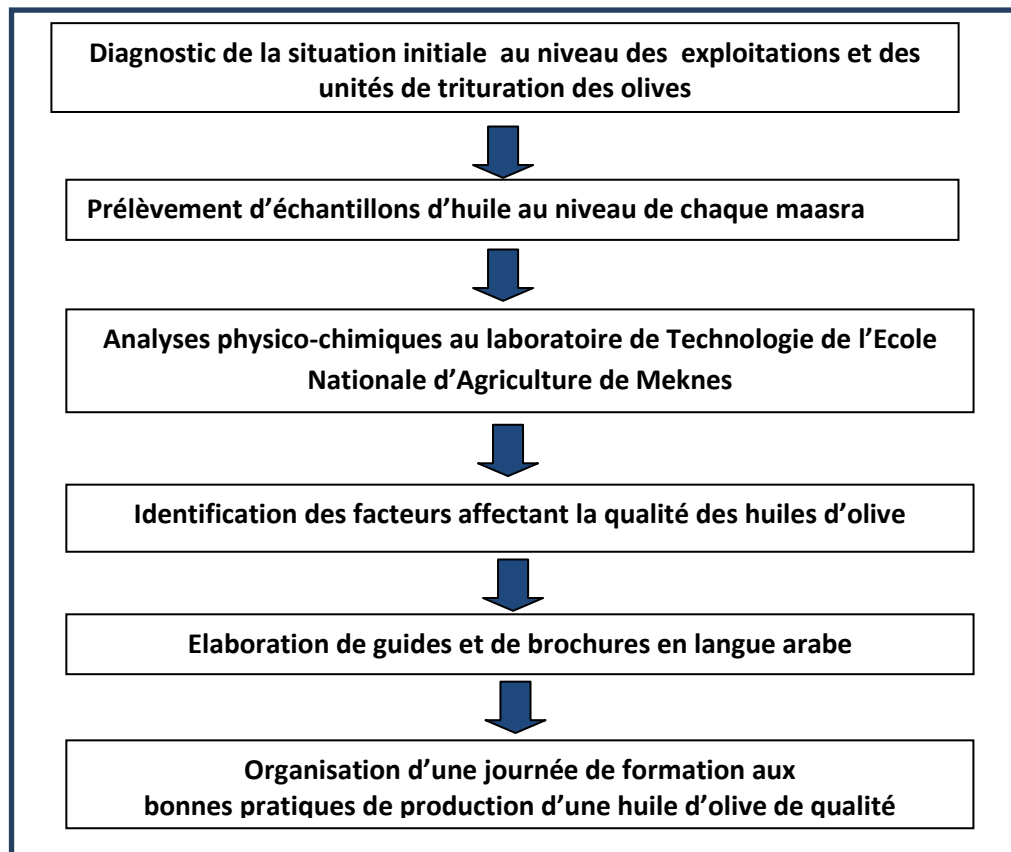 Diagnostic de la situation initiale au niveau des exploitations et des
unités de trituration des olives
Prélèvement d'échantillons d'huile au niveau de chaque maasra
Analyses physico-chimiques au laboratoire de Technologie de l'Ecole
Nationale d'Agriculture de Meknes
Identification des facteurs affectant la qualité des huiles d'olive
Elaboration de guides et de brochures en langue arabe
Organisation d'une journée de formation aux
bonnes pratiques de production d'une huile d'olive de qualité